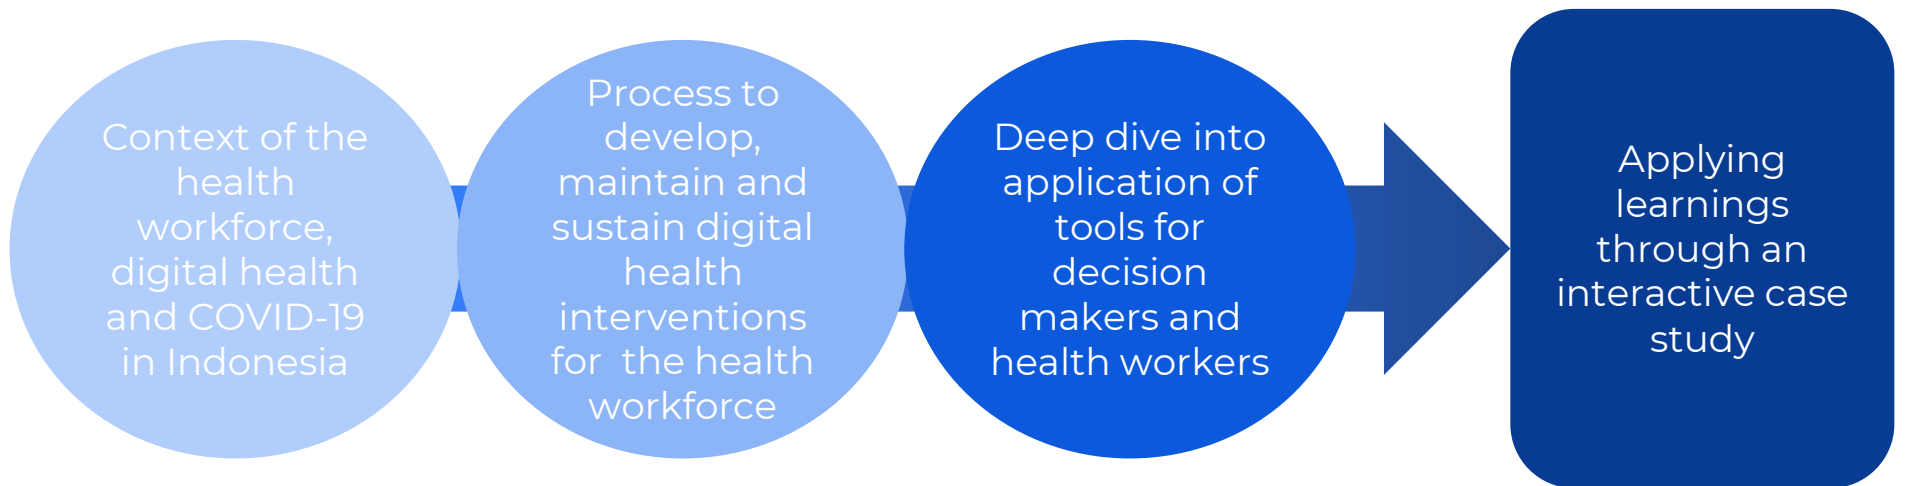 Context of the
health
workforce,
digital health
and COVID-19
in Indonesia
Process to
develop,
maintain and
sustain digital
health
interventions
for  the health
workforce
Deep dive into
application of
tools for
decision
makers and
health workers
Applying
learnings
through an
interactive case
study